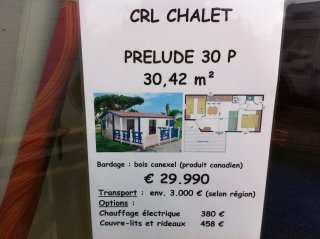 CRL CHALET
PRELUDE 30 P
30,42 m²
Bardage : bois canexel (produit canadien)
€ 29.990
Transport : env. 3.000 € (selon région)
Options :
Chauffage électrique 380 €
Couvre-lits et rideaux 458 €